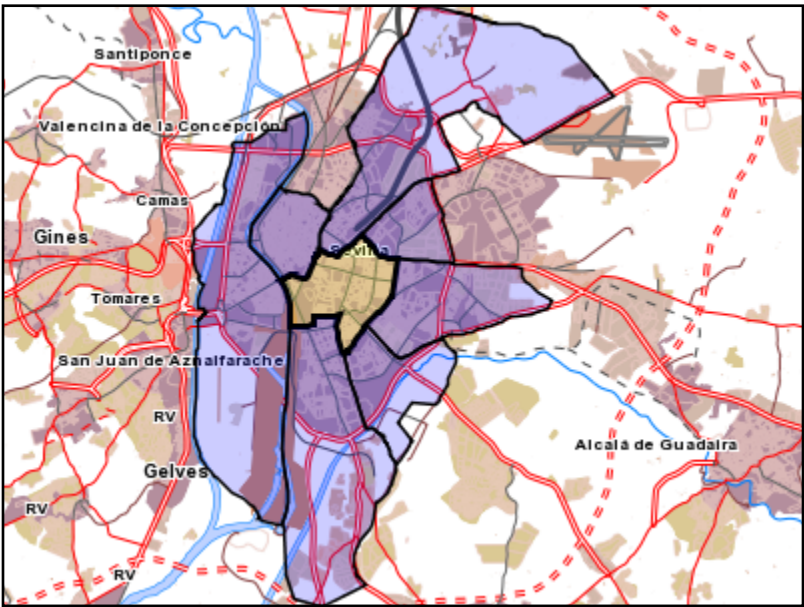 Santiponce
Valencina de la Concepción
Camas
Gines
Sevilla
Tomares
San Juan de Aznalfarache
RV
Alcalá de Guadaira
Gelves
RV
RV